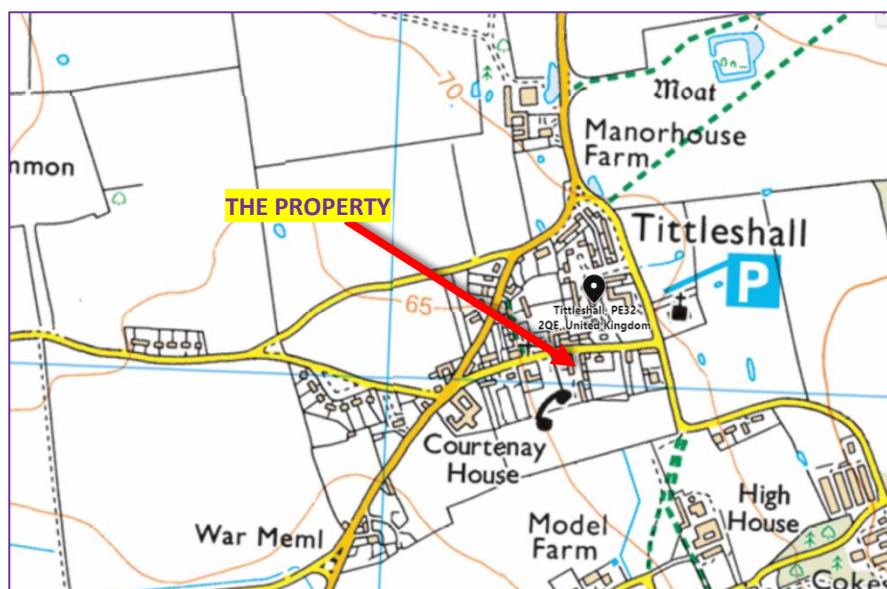 70
Moat
Manorhouse
Farm
mmon
THE PROPERTY
Tittleshall
P
65
Tittleshall, PE32
2QE, United Kingdom
Courtenay
House
High
House
War Meml
Model
Farm
Cokes